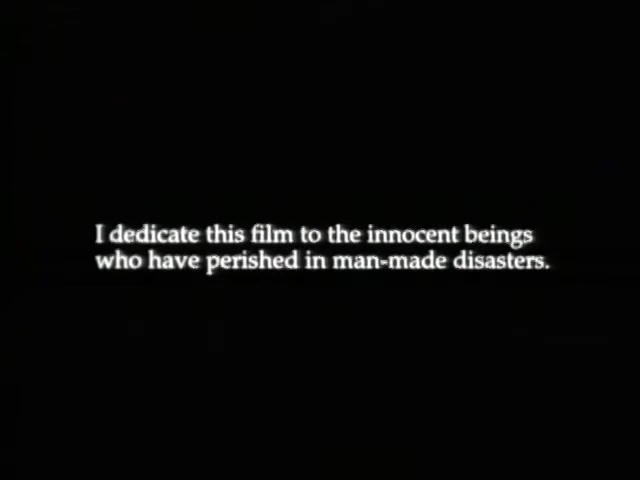 I dedicate this film to the innocent beings
who have perished in man-made disasters.